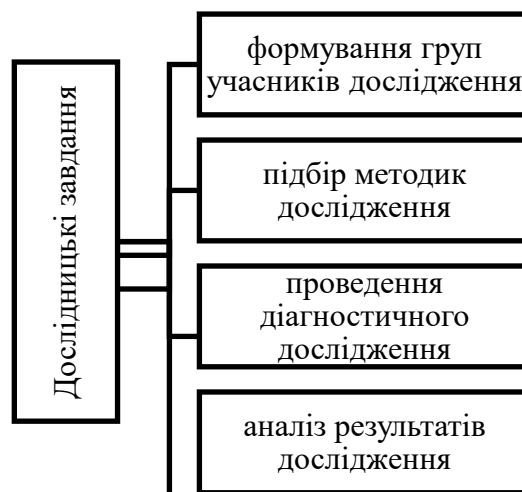 Дослідницькі завдання
формування груп
учасників дослідження
підбір методик
дослідження
проведення
діагностичного
дослідження
аналіз результатів
дослідження